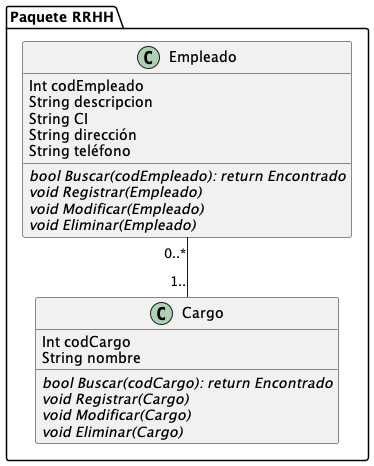 Paquete RRHH
C Empleado
Int codEmpleado
String descripcion
String CI
String dirección
String teléfono
bool Buscar(codEmpleado): return Encontrado
void Registrar(Empleado)
void Modificar(Empleado)
void Eliminar(Empleado)
0..*
1..
C Cargo
Int codCargo
String nombre
bool Buscar(codCargo): return Encontrado
void Registrar(Cargo)
void Modificar(Cargo)
void Eliminar(Cargo)